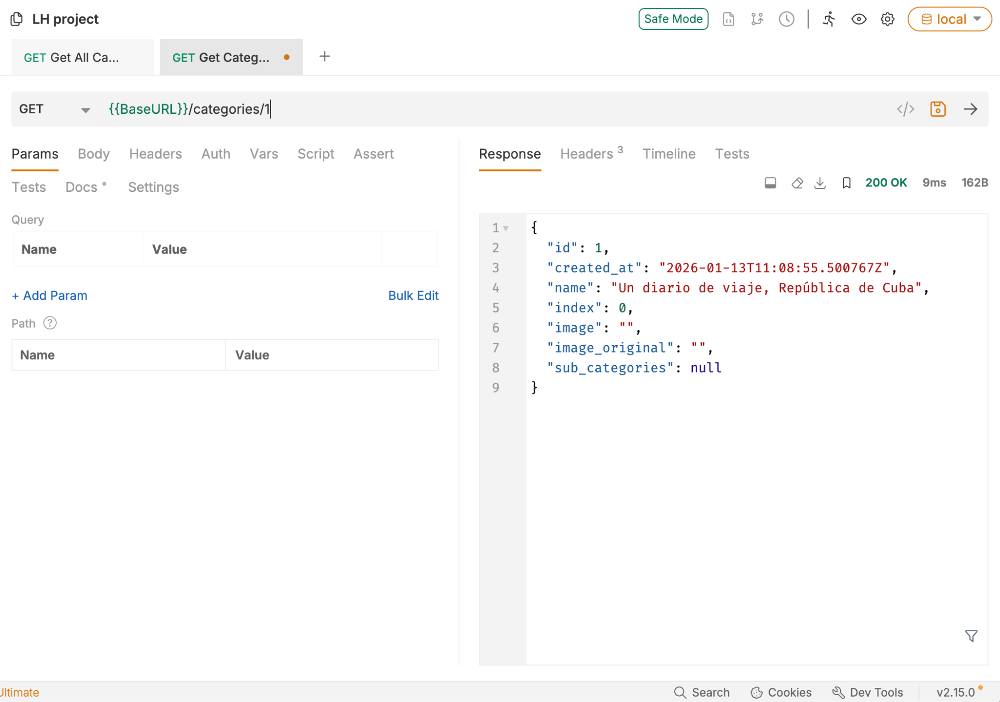 LH project
Safe Mode
local
GET Get All Ca...
GET Get Categ...
GET
{{BaseURL}}/categories/1
Params Body Headers Auth Vars Script Assert
Tests Docs Settings
Query
Name Value
+ Add Param Bulk Edit
Path ?
Name Value
Response Headers 3 Timeline Tests
200 OK 9ms 162B
1 {
2 "id": 1,
3 "created_at": "2026-01-13T11:08:55.500767Z",
4 "name": "Un diario de viaje, República de Cuba",
5 "index": 0,
6 "image": "",
7 "image_original": "",
8 "sub_categories": null
9 }
Ultimate
Search Cookies Dev Tools v2.15.0